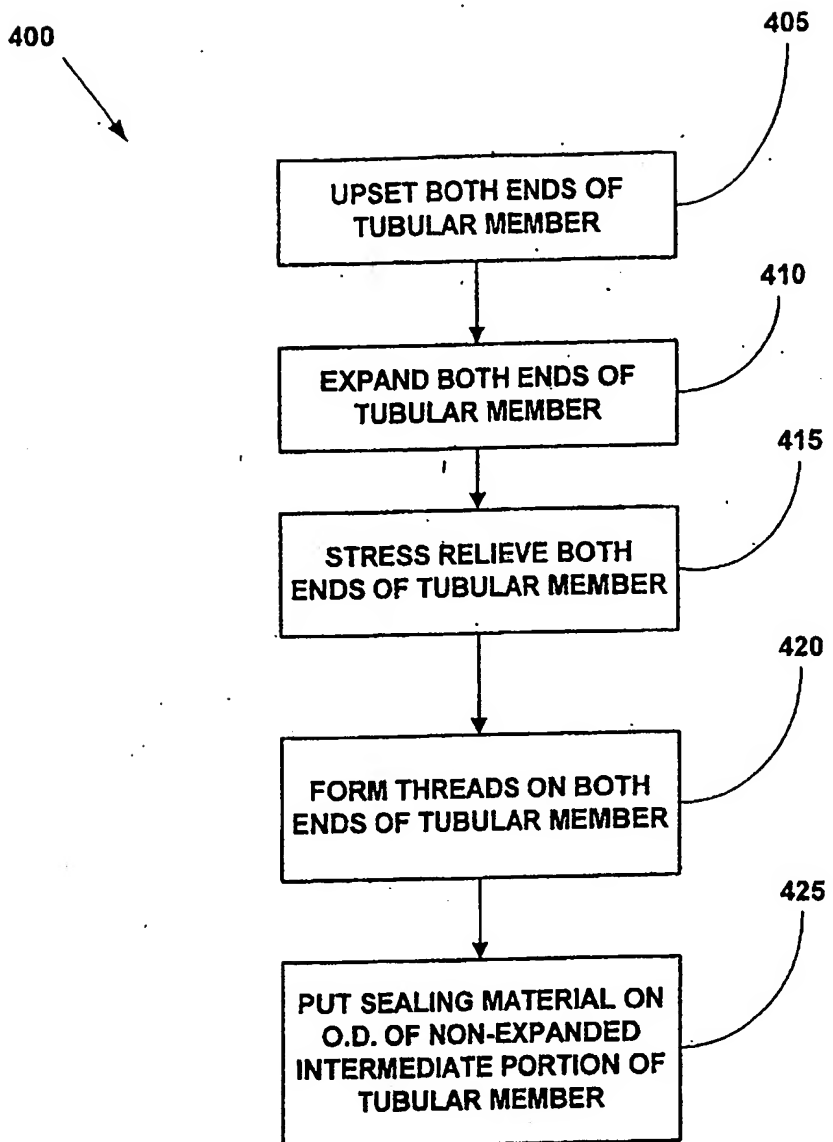 400
405
UPSET BOTH ENDS OF
TUBULAR MEMBER
410
EXPAND BOTH ENDS OF
TUBULAR MEMBER
415
STRESS RELIEVE BOTH
ENDS OF TUBULAR MEMBER
420
FORM THREADS ON BOTH
ENDS OF TUBULAR MEMBER
425
PUT SEALING MATERIAL ON
O.D. OF NON-EXPANDED
INTERMEDIATE PORTION OF
TUBULAR MEMBER